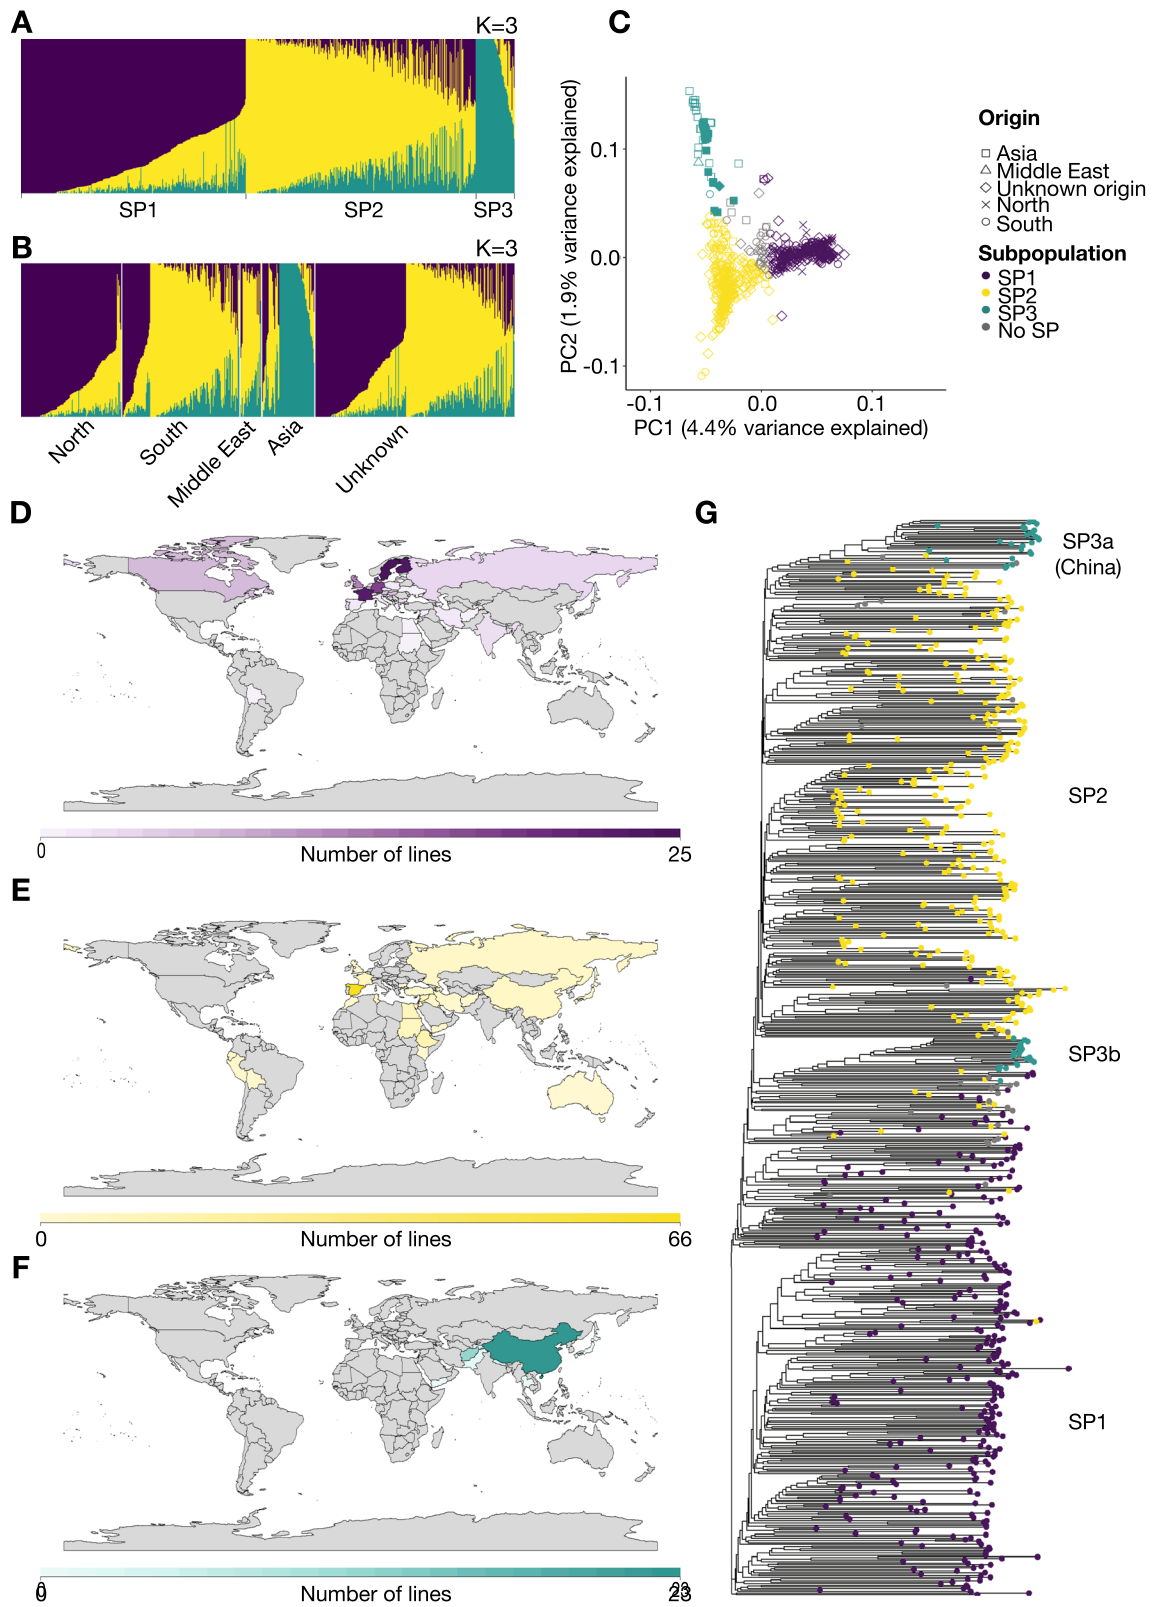 A
K=3
SP1
SP2
SP3
B
K=3
North
South
Middle East
Asia
Unknown
C
PC2 (1.9% variance explained)
0.1
0.0
-0.1
-0.1
0.0
0.1
PC1 (4.4% variance explained)
Origin
Asia
Middle East
Unknown origin
North
South
Subpopulation
SP1
SP2
SP3
No SP
D
0
Number of lines
25
E
0
Number of lines
66
F
0
Number of lines
23
G
SP3a
(China)
SP2
SP3b
SP1